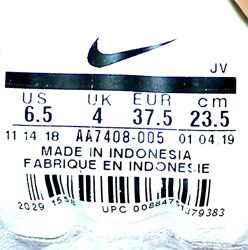 JV
US UK EUR cm
6.5 4 37.5 23.5
11 14 18 AA7408-005 01 04 19
MADE IN INDONESIA
FABRIQUE EN INDONESIE
2029 UPC